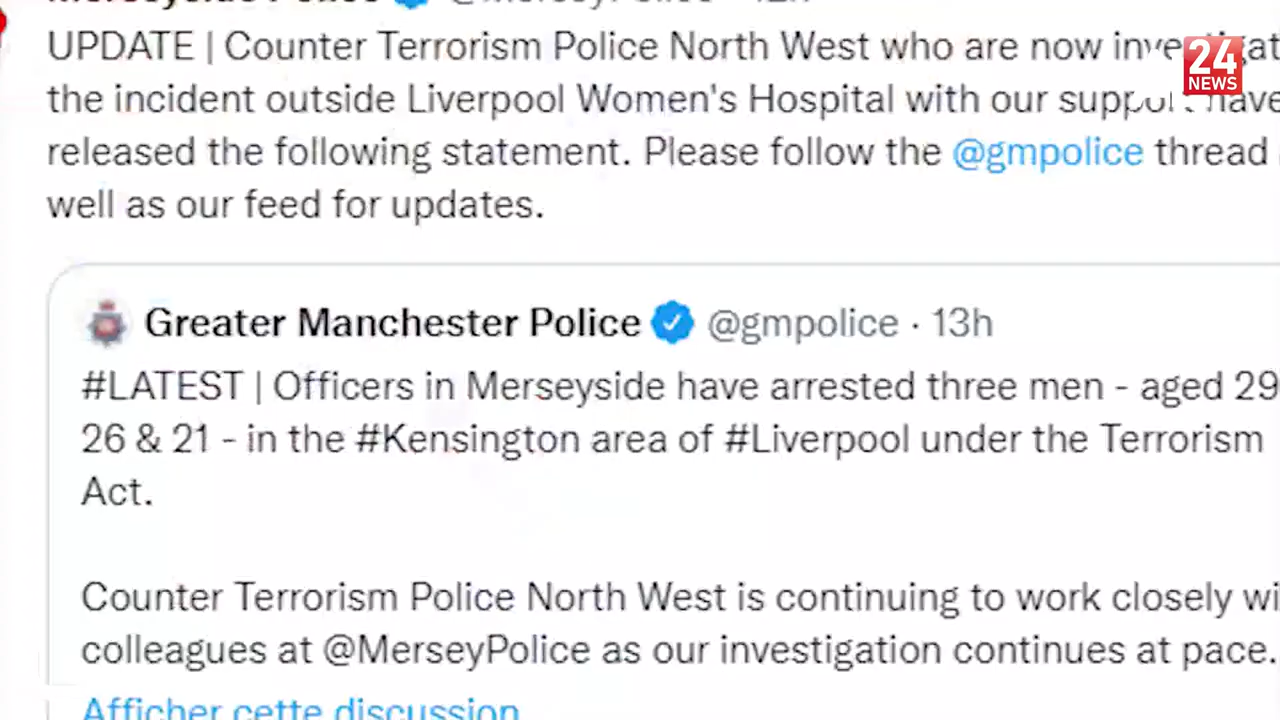 UPDATE | Counter Terrorism Police North West who are now
the incident outside Liverpool Women's Hospital with our support have
released the following statement. Please follow the @gmpolice thread
well as our feed for updates.
Greater Manchester Police @gmpolice · 13h
#LATEST | Officers in Merseyside have arrested three men - aged 29
26 & 21 - in the #Kensington area of #Liverpool under the Terrorism
Act.
Counter Terrorism Police North West is continuing to work closely
colleagues at @MerseyPolice as our investigation continues at pace.
Afficher cette discussion
24
NEWS